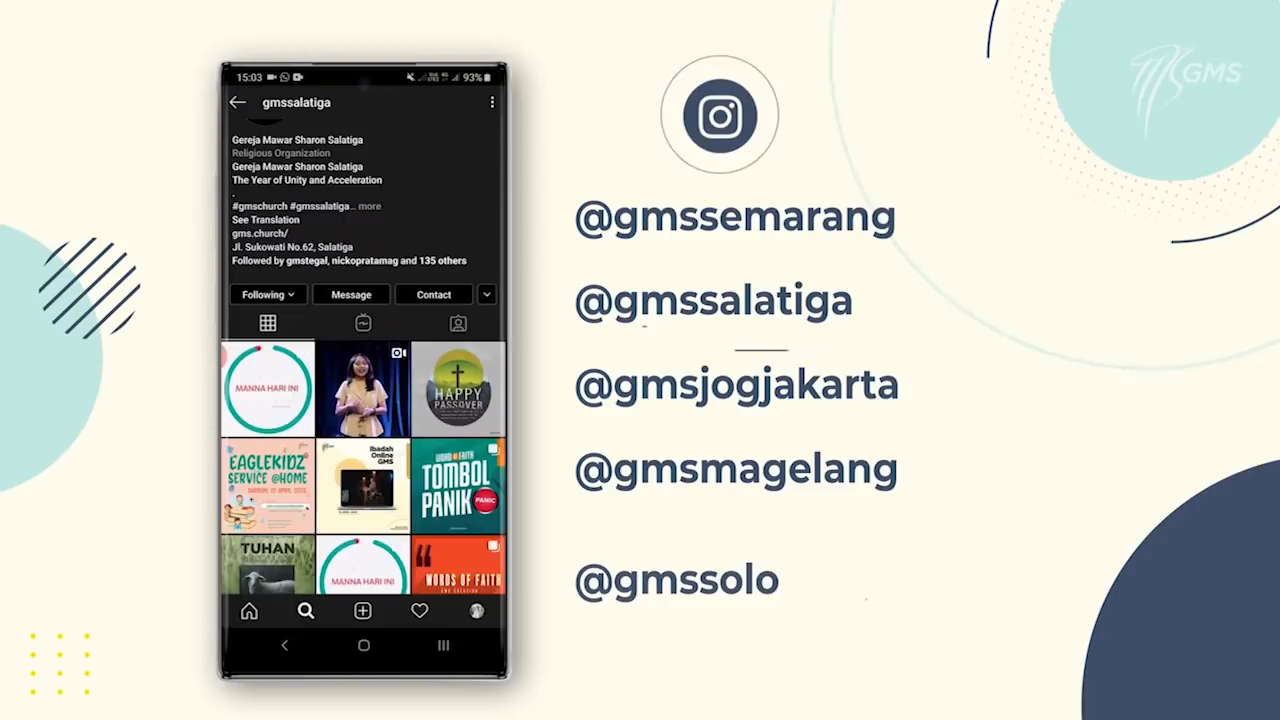 15:03
93%
gmssalatiga
Gereja Mawar Sharon Salatiga
Religious Organization
Gereja Mawar Sharon Salatiga
The Year of Unity and Acceleration
.
#gmschurch #gmssalatiga... more
See Translation
gms.church/
Jl. Sukowati No.62, Salatiga
Followed by gmstegal, nickopratamag and 135 others
Following
Message
Contact
MANNA HARI INI
HAPPY
PASSOVER
EAGLEKIDZ
SERVICE @HOME
Ibadah
Online
GMS
WORD OF FAITH
TOMBOL
PANIK
PANIC
TUHAN
MANNA HARI INI
WORDS OF FAITH
@gmssemarang
@gmssalatiga
@gmsjogjakarta
@gmsmagelang
@gmssolo
GMS